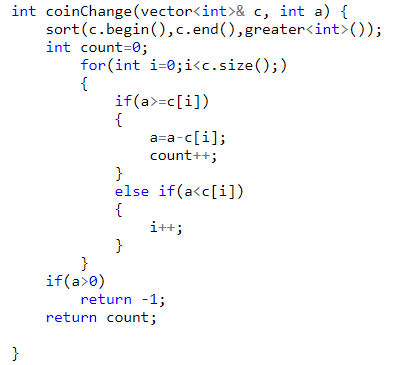 int coinChange(vector<int>& c, int a) {
    sort(c.begin(),c.end(),greater<int>());
    int count=0;
        for(int i=0;i<c.size();)
        {
            if(a>=c[i])
            {
                a=a-c[i];
                count++;
            }
            else if(a<c[i])
            {
                i++;
            }
        }
    if(a>0)
        return -1;
    return count;
}